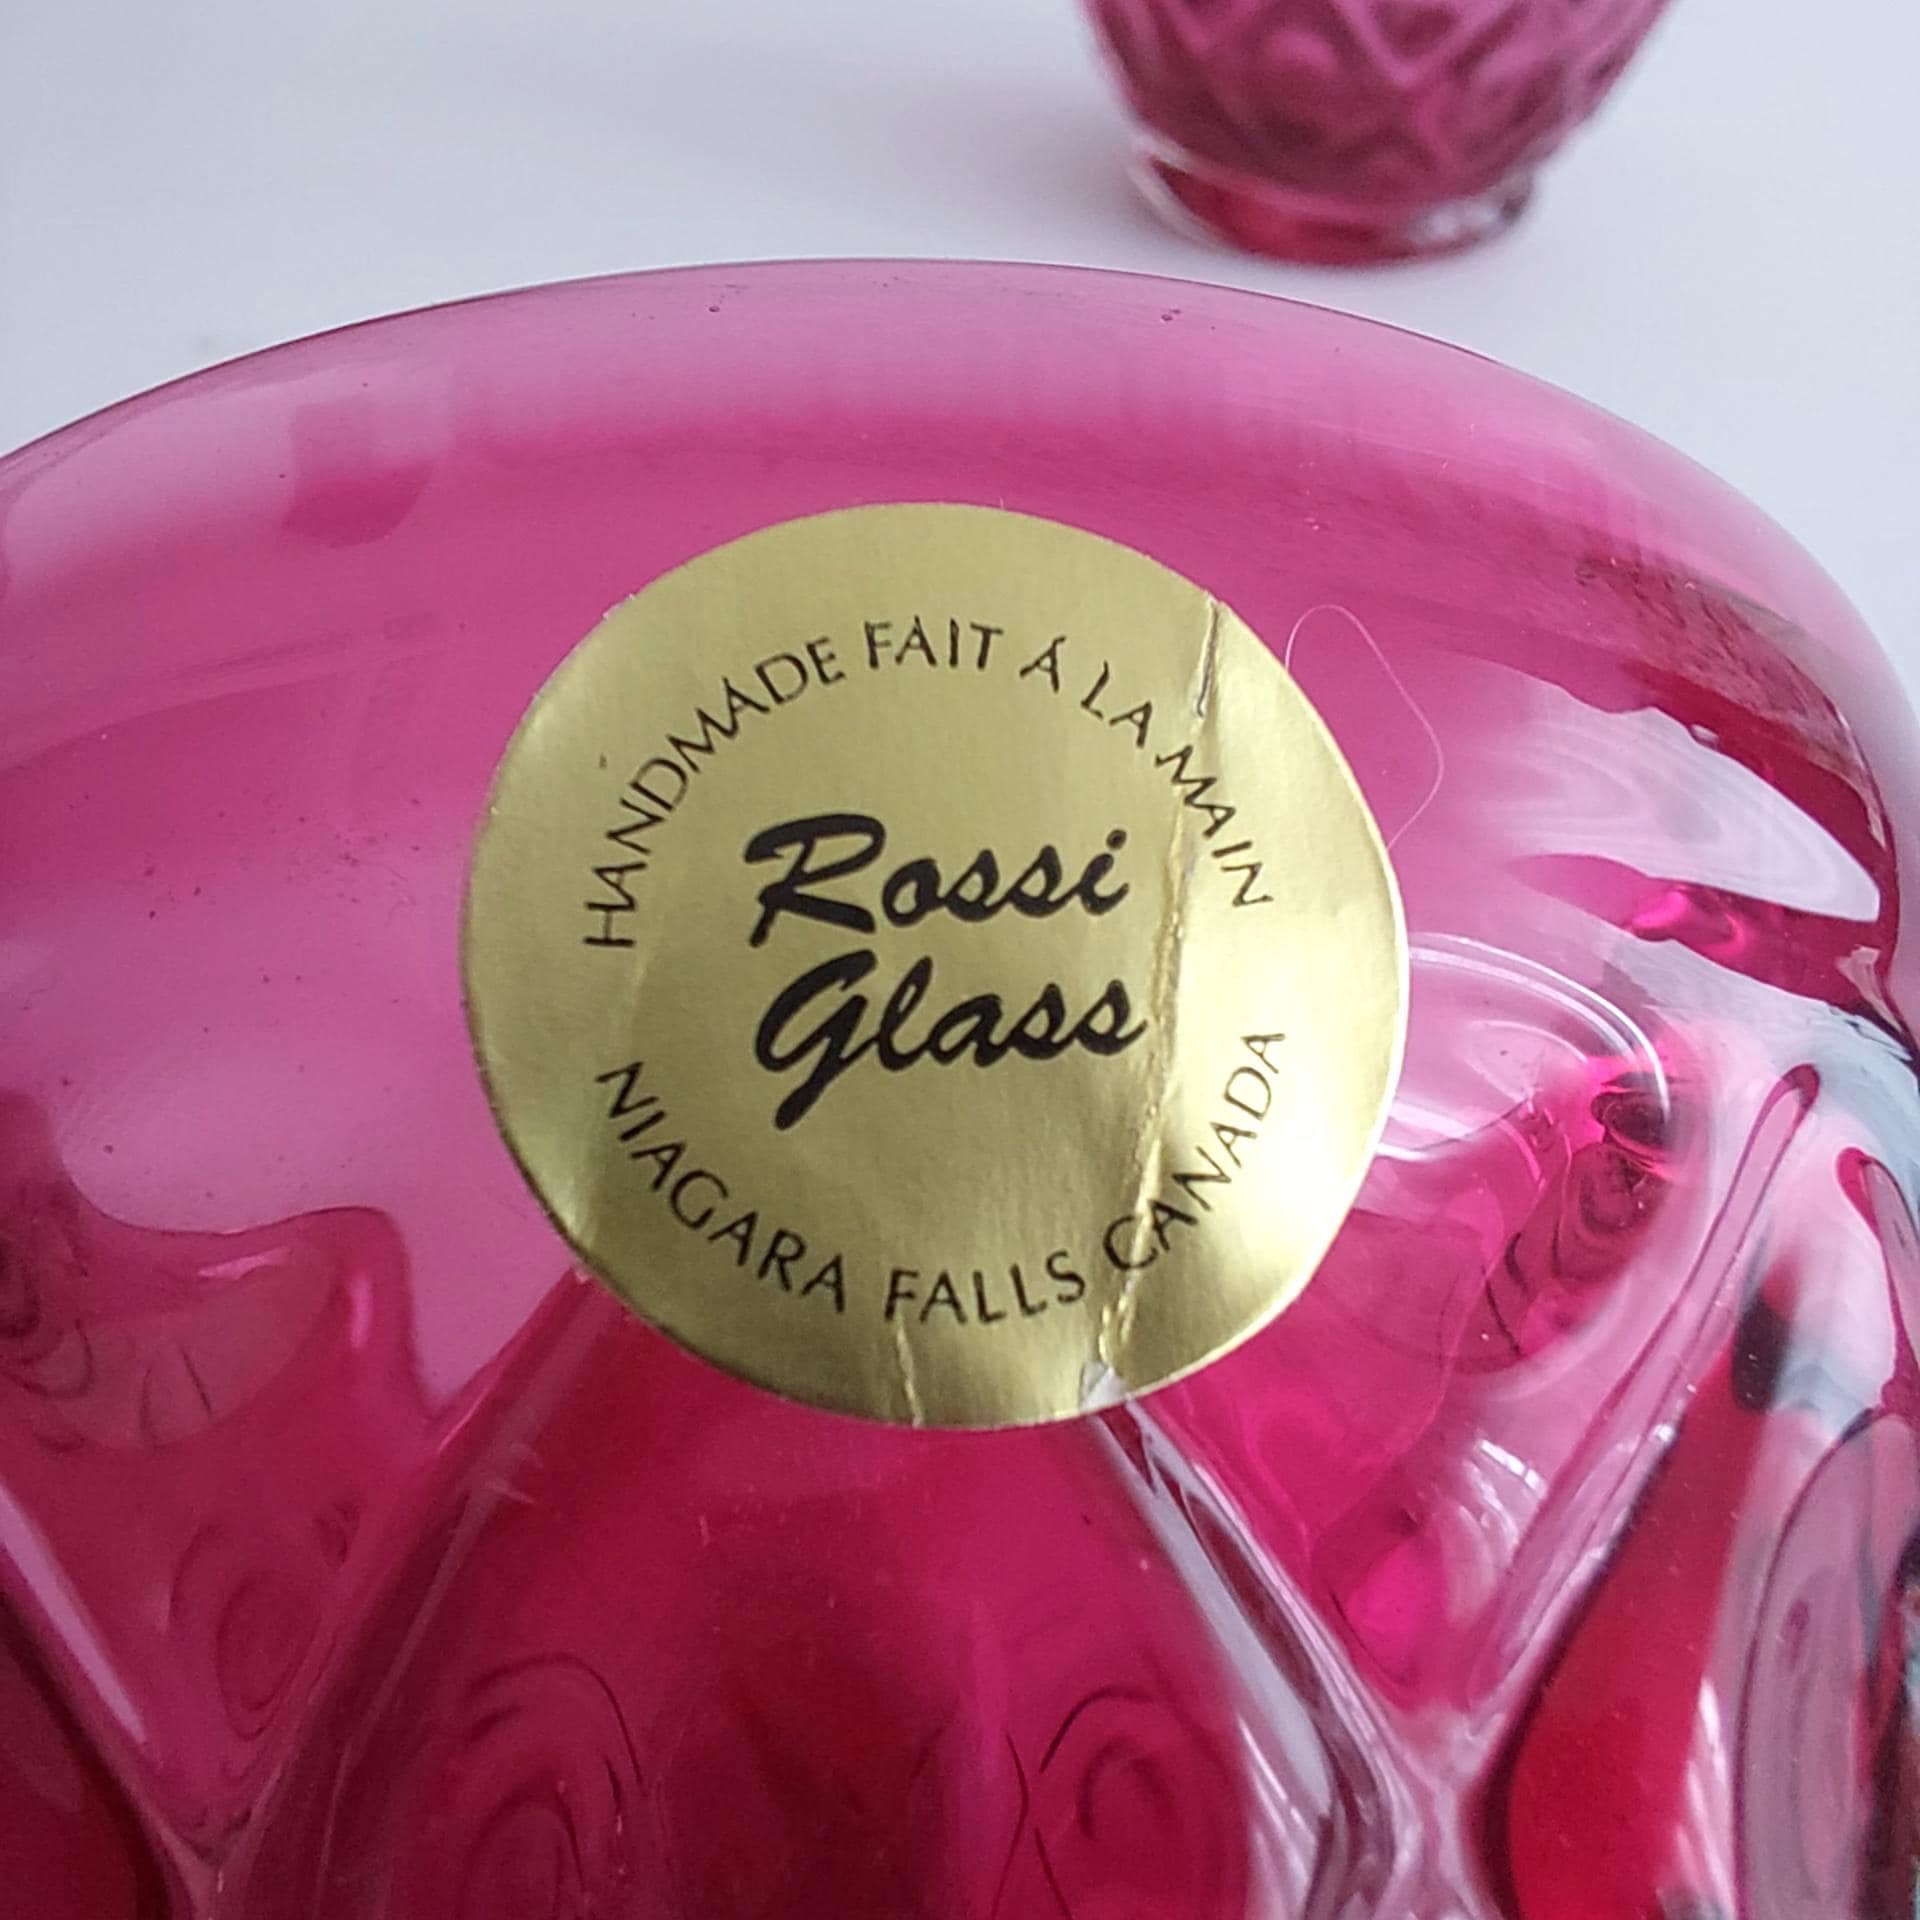 HANDMADE FAIT Á LA MAIN
Rossi
Glass
NIAGARA FALLS CANADA